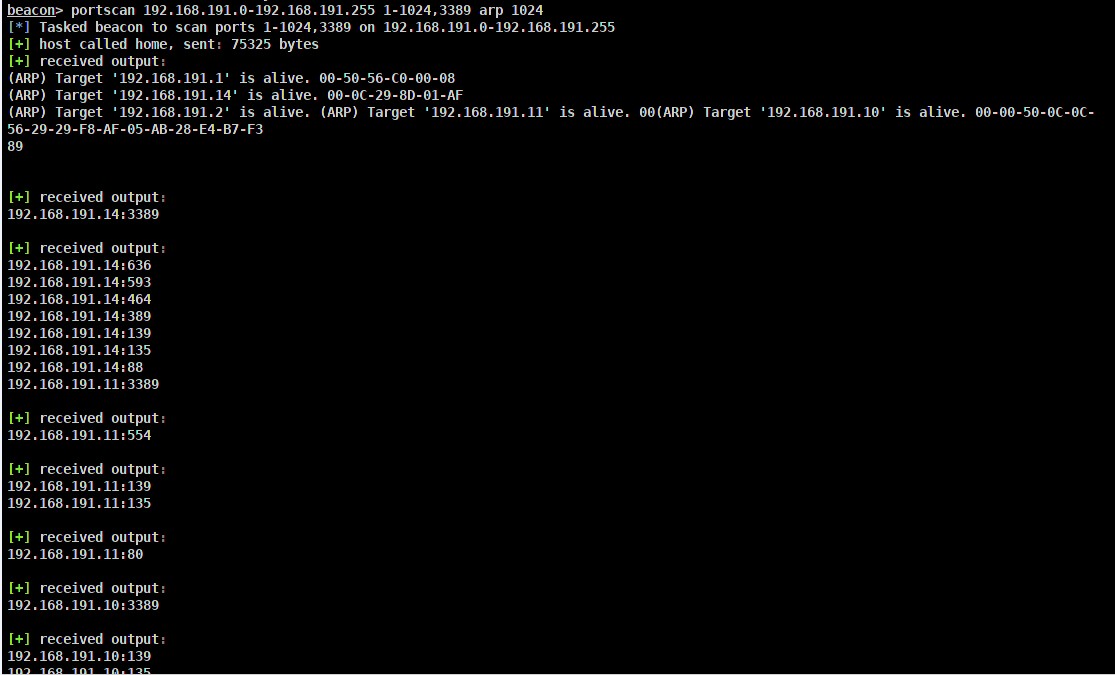 beacon> portscan 192.168.191.0-192.168.191.255 1-1024,3389 arp 1024
[*] Tasked beacon to scan ports 1-1024,3389 on 192.168.191.0-192.168.191.255
[+] host called home, sent: 75325 bytes
[+] received output:
(ARP) Target '192.168.191.1' is alive. 00-50-56-C0-00-08
(ARP) Target '192.168.191.14' is alive. 00-0C-29-8D-01-AF
(ARP) Target '192.168.191.2' is alive. (ARP) Target '192.168.191.11' is alive. 00(ARP) Target '192.168.191.10' is alive. 00-00-50-0C-0C-
56-29-29-F8-AF-05-AB-28-E4-B7-F3
89
[+] received output:
192.168.191.14:3389
[+] received output:
192.168.191.14:636
192.168.191.14:593
192.168.191.14:464
192.168.191.14:389
192.168.191.14:139
192.168.191.14:135
192.168.191.14:88
192.168.191.11:3389
[+] received output:
192.168.191.11:554
[+] received output:
192.168.191.11:139
192.168.191.11:135
[+] received output:
192.168.191.11:80
[+] received output:
192.168.191.10:3389
[+] received output:
192.168.191.10:139
192.168.191.10:135